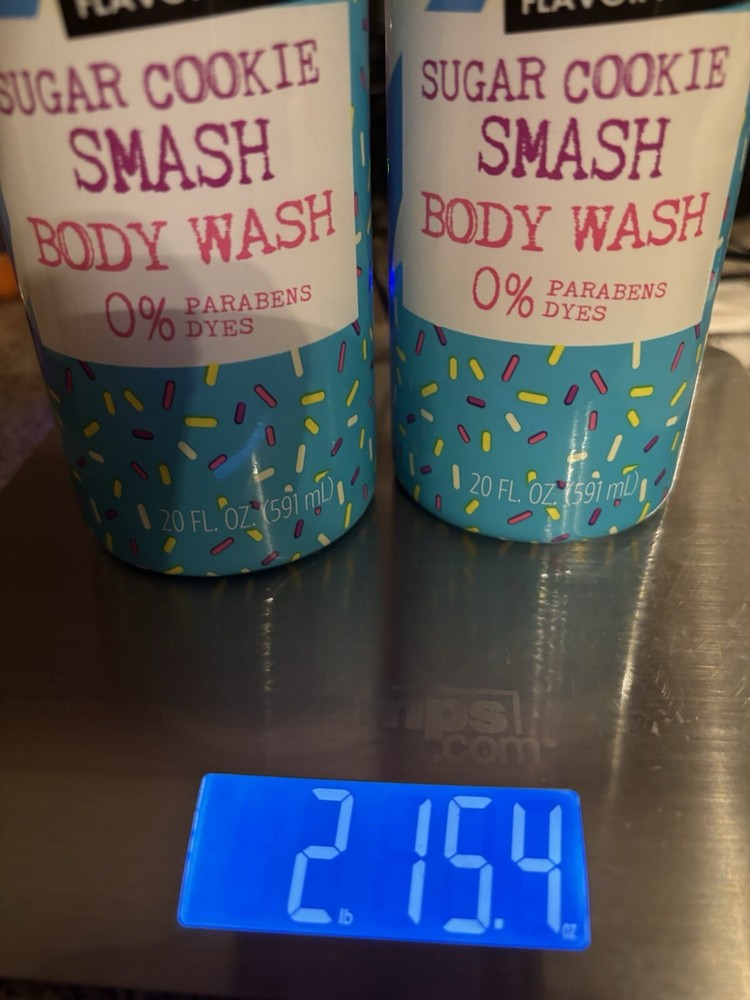 SUGAR COOKIE
SMASH
BODY WASH
0% PARABENS
DYES
20 FL. OZ. (591 mL)
SUGAR COOKIE
SMASH
BODY WASH
0% PARABENS
DYES
20 FL. OZ. (591 mL)
.com
2 lb 15.4 oz